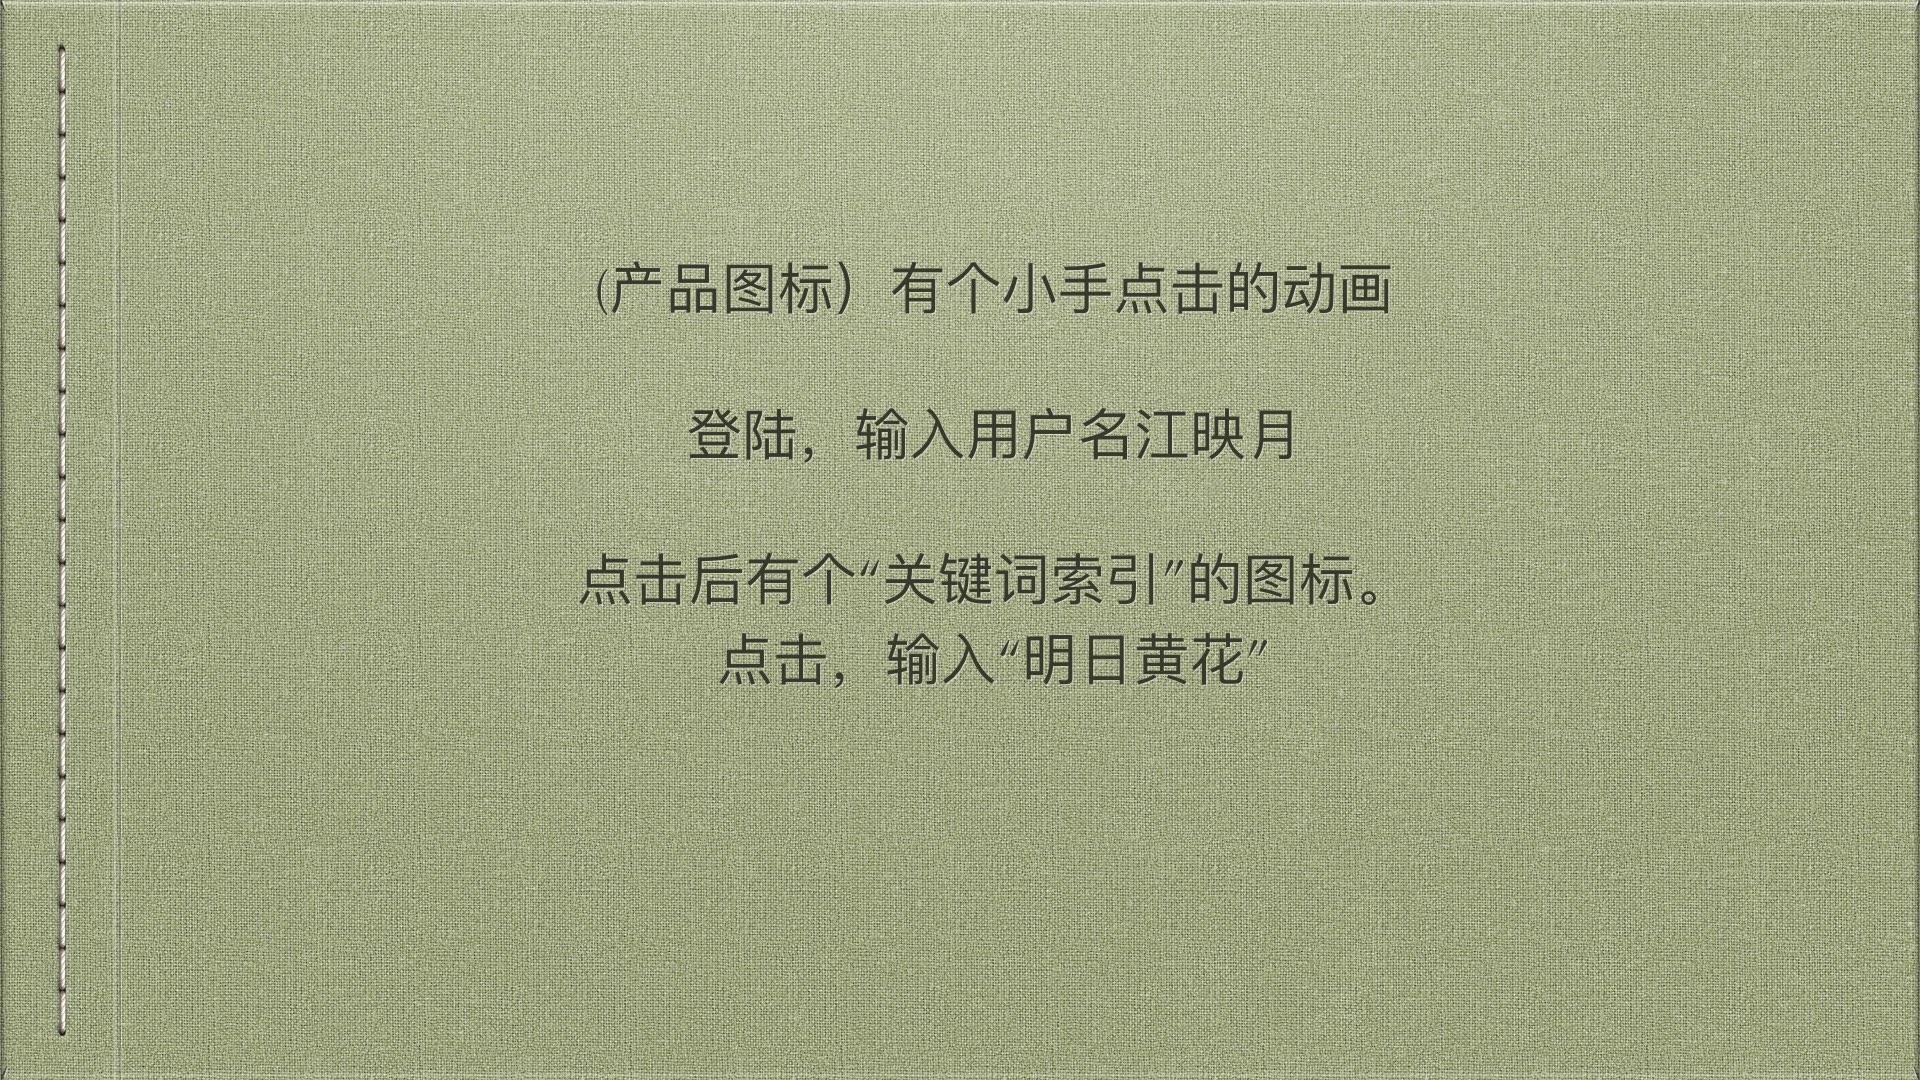 (产品图标）有个小手点击的动画
登陆，输入用户名江映月
点击后有个“关键词索引”的图标。
点击，输入“明日黄花”